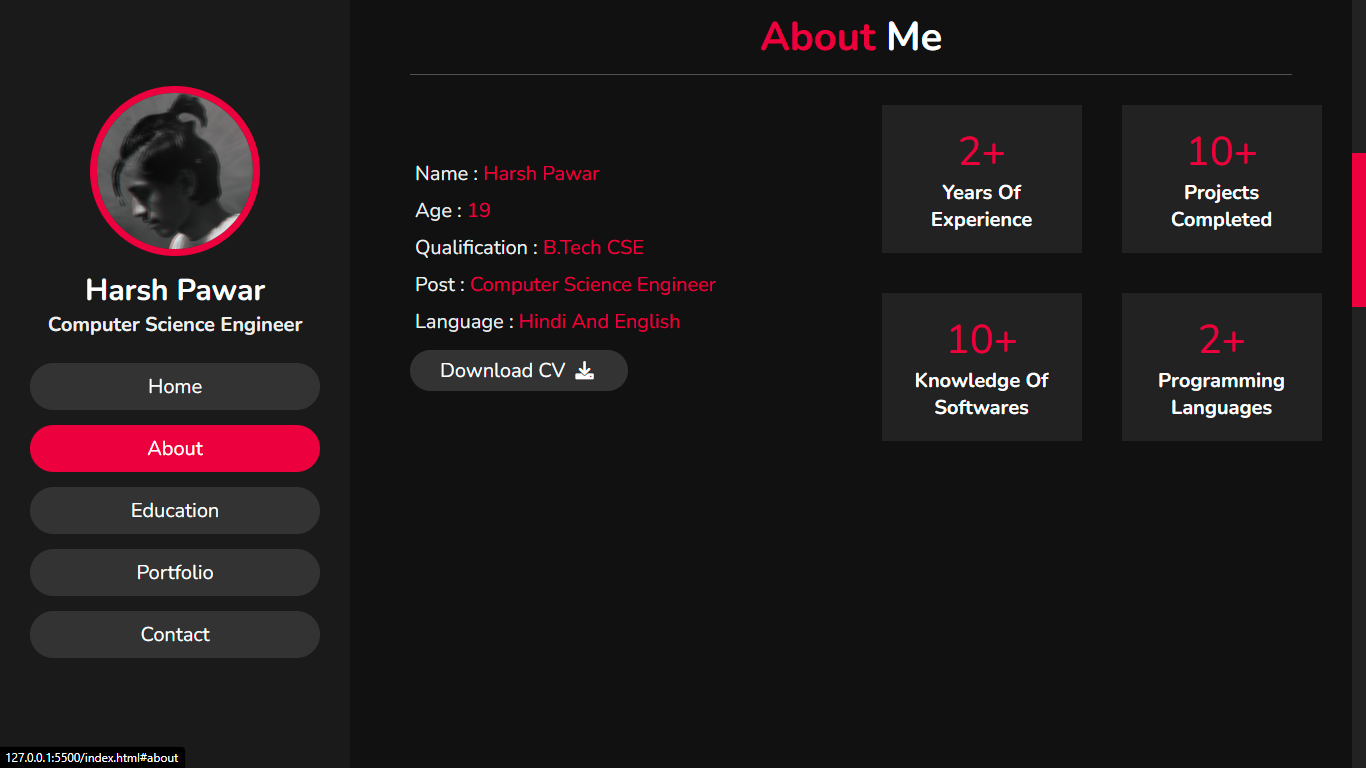 Harsh Pawar
Computer Science Engineer
Home
About
Education
Portfolio
Contact
About Me
Name : Harsh Pawar
Age : 19
Qualification : B.Tech CSE
Post : Computer Science Engineer
Language : Hindi And English
Download CV
2+
Years Of
Experience
10+
Projects
Completed
10+
Knowledge Of
Softwares
2+
Programming
Languages
127.0.0.1:5500/index.html#about